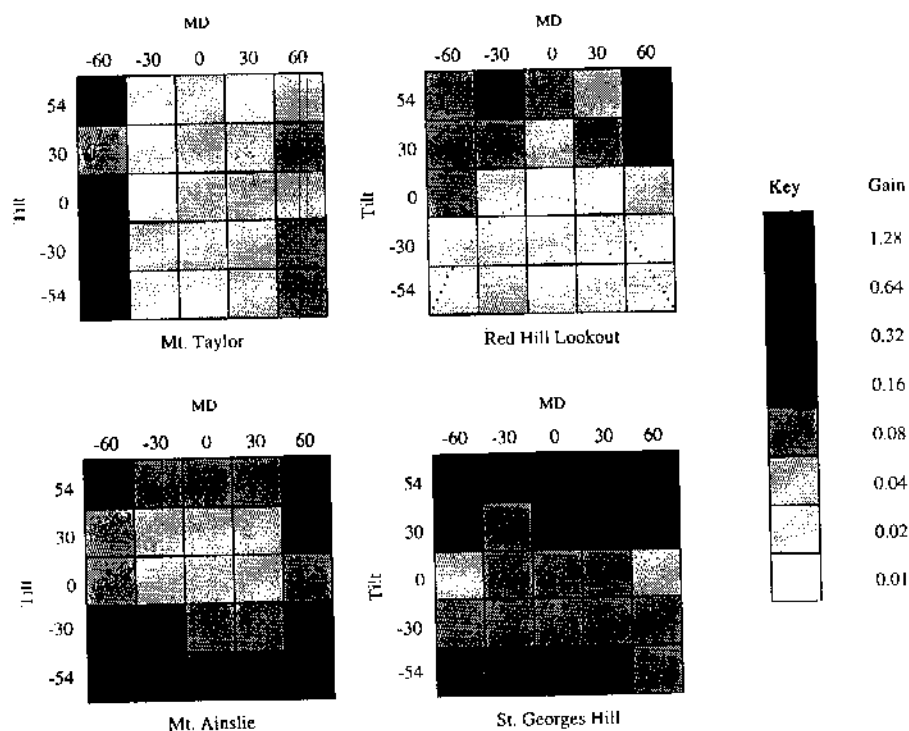 MD
-60 -30 0 30 60
54
30
0
-30
-54
Tilt
Mt. Taylor
MD
-60 -30 0 30 60
54
30
0
-30
-54
Tilt
Red Hill Lookout
MD
-60 -30 0 30 60
54
30
0
-30
-54
Tilt
Mt. Ainslie
MD
-60 -30 0 30 60
54
30
0
-30
-54
Tilt
St. Georges Hill
Key Gain
1.28
0.64
0.32
0.16
0.08
0.04
0.02
0.01